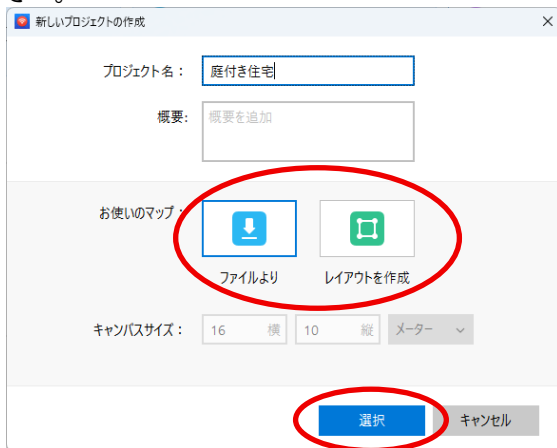 新しいプロジェクトの作成
プロジェクト名：
庭付き住宅
概要:
概要を追加
お使いのマップ：
ファイルより
レイアウトを作成
キャンバスサイズ：
16 横 10 縦 メーター
選択
キャンセル